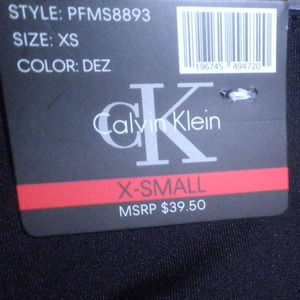 STYLE: PFMS8893
SIZE: XS
COLOR: DEZ
196745 494720
CK
Calvin Klein
X-SMALL
MSRP $39.50